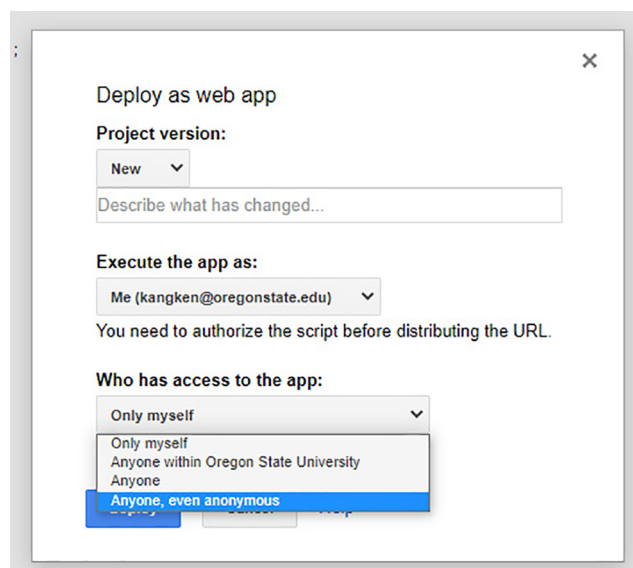 ;
×
Deploy as web app
Project version:
New
Describe what has changed...
Execute the app as:
Me (kangken@oregonstate.edu)
You need to authorize the script before distributing the URL.
Who has access to the app:
Only myself
Only myself
Anyone within Oregon State University
Anyone
Anyone, even anonymous